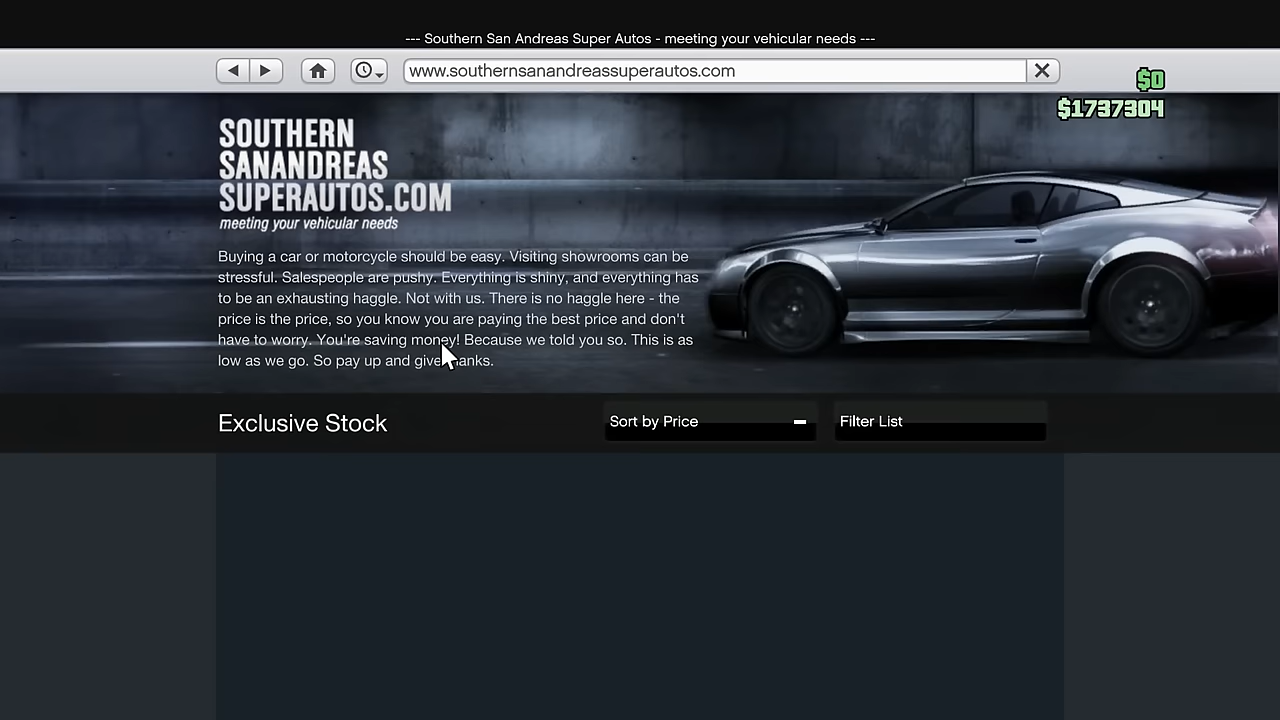 --- Southern San Andreas Super Autos - meeting your vehicular needs ---
www.southernsanandreassuperautos.com
$0
$1737304
SOUTHERN
SANANDREAS
SUPERAUTOS.COM
meeting your vehicular needs
Buying a car or motorcycle should be easy. Visiting showrooms can be
stressful. Salespeople are pushy. Everything is shiny, and everything has
to be an exhausting haggle. Not with us. There is no haggle here - the
price is the price, so you know you are paying the best price and don't
have to worry. You're saving money! Because we told you so. This is as
low as we go. So pay up and give thanks.
Exclusive Stock
Sort by Price
Filter List